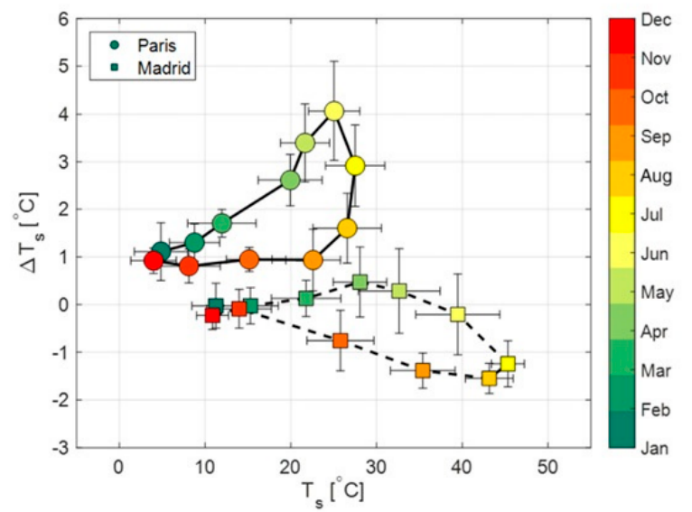 Paris
Madrid
6
5
4
3
2
1
0
-1
-2
-3
ΔTs [°C]
0
10
20
30
40
50
Ts [°C]
Dec
Nov
Oct
Sep
Aug
Jul
Jun
May
Apr
Mar
Feb
Jan